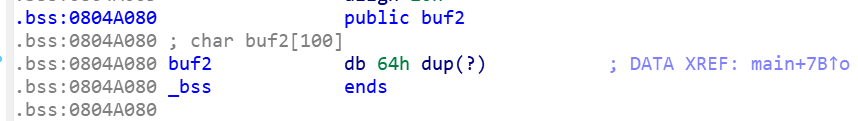 .bss:0804A080 public buf2
.bss:0804A080 ; char buf2[100]
.bss:0804A080 buf2 db 64h dup(?) ; DATA XREF: main+7B↑o
.bss:0804A080 _bss ends
.bss:0804A080